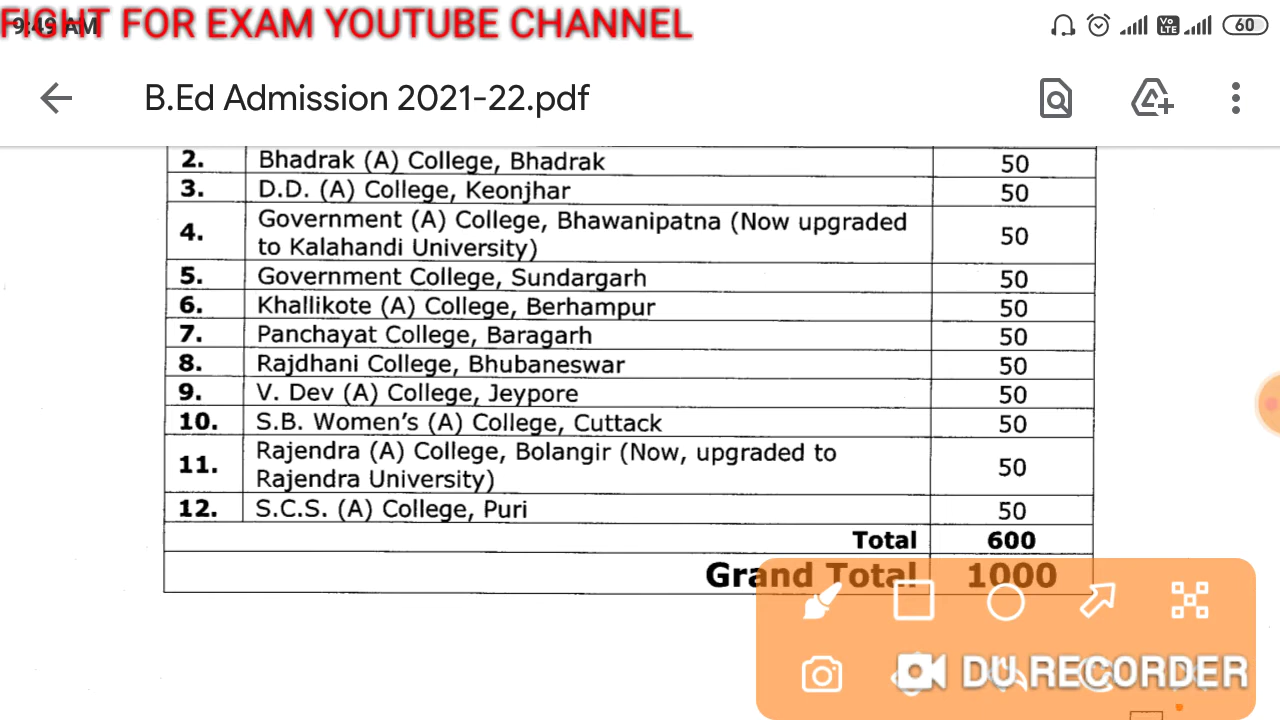 FIGHT FOR EXAM YOUTUBE CHANNEL
9:49 AM
Vo LTE
60
B.Ed Admission 2021-22.pdf
2. Bhadrak (A) College, Bhadrak 50
3. D.D. (A) College, Keonjhar 50
4. Government (A) College, Bhawanipatna (Now upgraded
to Kalahandi University) 50
5. Government College, Sundargarh 50
6. Khallikote (A) College, Berhampur 50
7. Panchayat College, Baragarh 50
8. Rajdhani College, Bhubaneswar 50
9. V. Dev (A) College, Jeypore 50
10. S.B. Women's (A) College, Cuttack 50
11. Rajendra (A) College, Bolangir (Now, upgraded to
Rajendra University) 50
12. S.C.S. (A) College, Puri 50
Total 600
Grand Total 1000
DU RECORDER